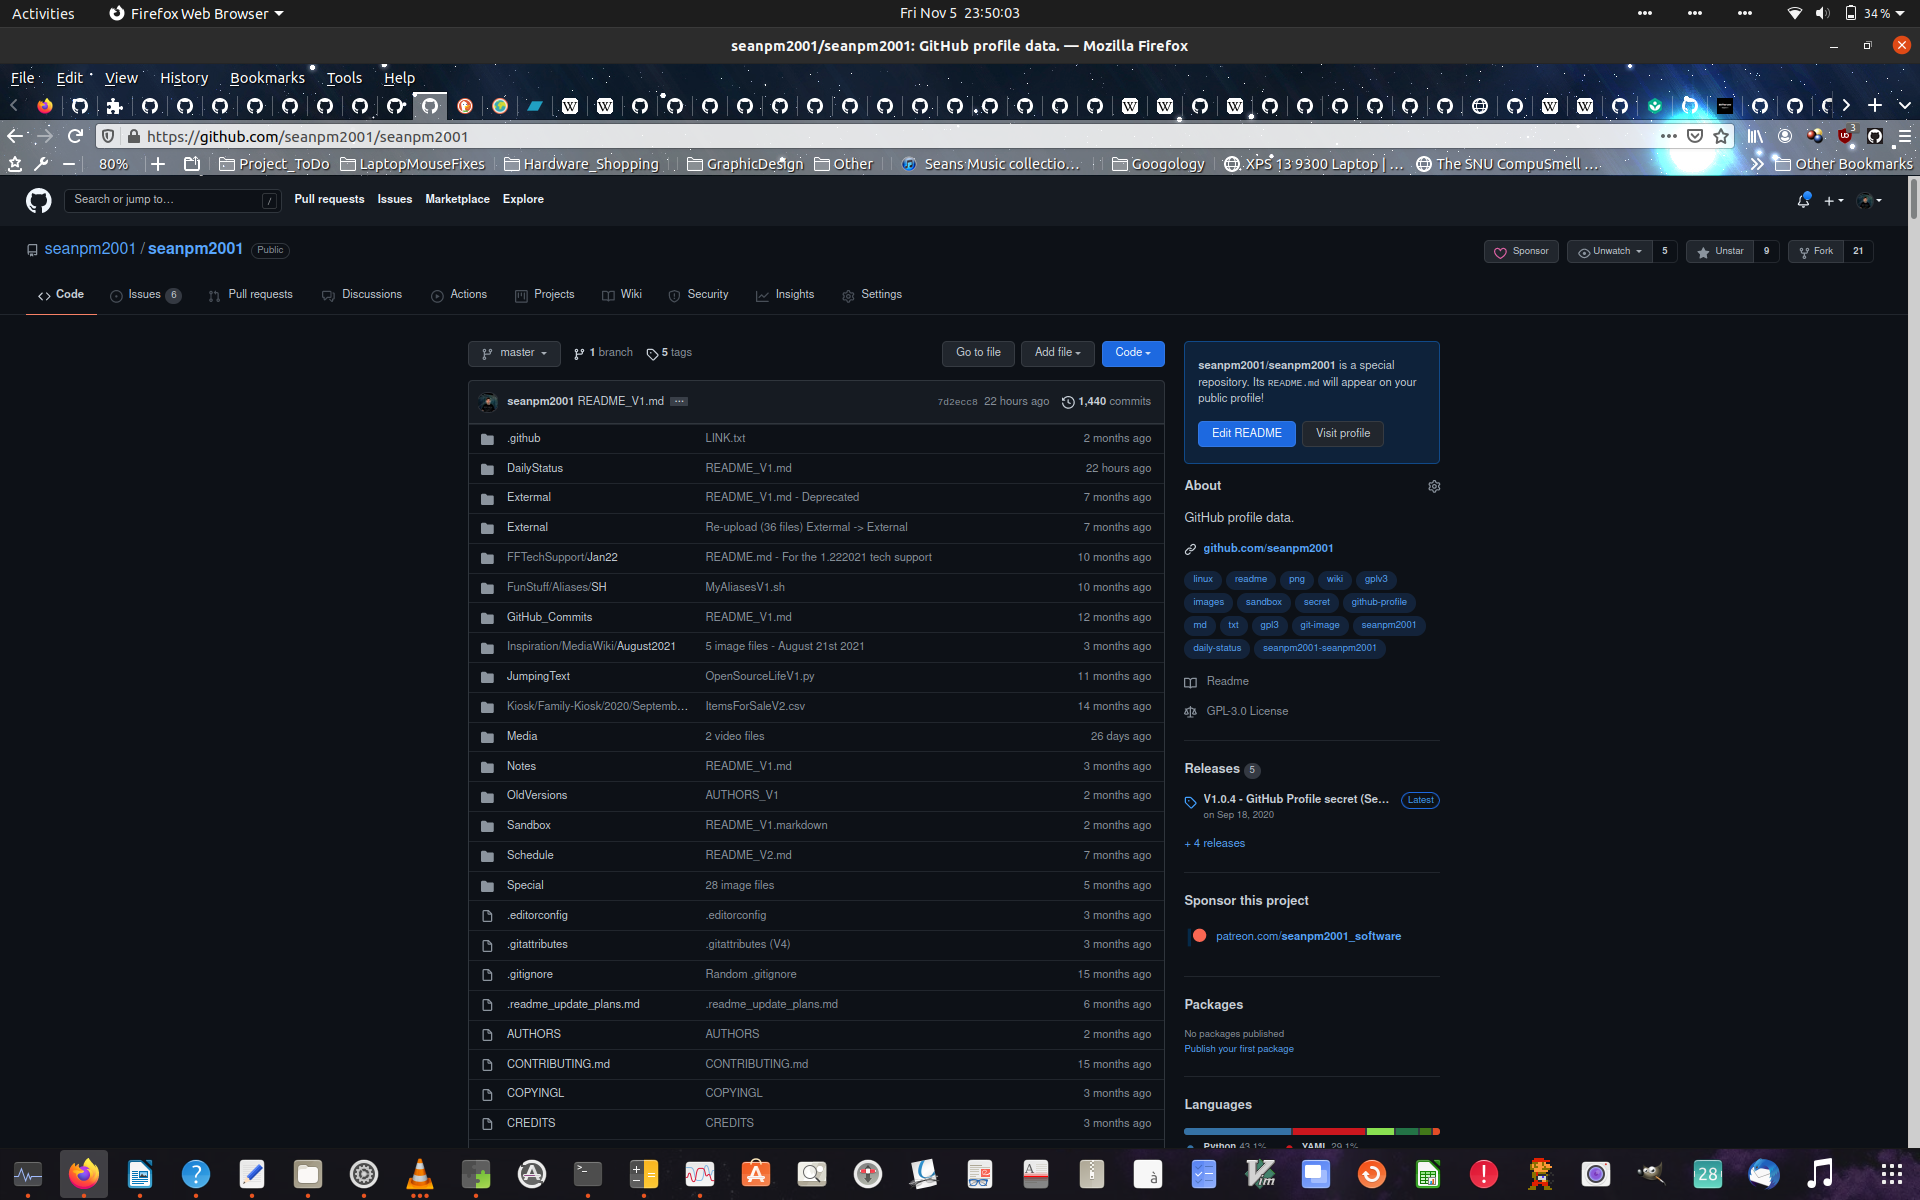 Activities Firefox Web Browser Fri Nov 5 23:50:03 34 %
seanpm2001/seanpm2001: GitHub profile data. — Mozilla Firefox
File Edit View History Bookmarks Tools Help
https://github.com/seanpm2001/seanpm2001
80% Project_ToDo LaptopMouseFixes Hardware_Shopping GraphicDesign Other Seans Music collectio… Googology XPS 13 9300 Laptop | … The SNU CompuSmell … Other Bookmarks
Search or jump to… / Pull requests Issues Marketplace Explore
seanpm2001 / seanpm2001 Public Sponsor Unwatch 5 Unstar 9 Fork 21
Code Issues 6 Pull requests Discussions Actions Projects Wiki Security Insights Settings
master 1 branch 5 tags Go to file Add file Code
seanpm2001 README_V1.md ... 7d2ecc8 22 hours ago 1,440 commits
.github LINK.txt 2 months ago
DailyStatus README_V1.md 22 hours ago
Extermal README_V1.md - Deprecated 7 months ago
External Re-upload (36 files) Extermal -> External 7 months ago
FFTechSupport/Jan22 README.md - For the 1.222021 tech support 10 months ago
FunStuff/Aliases/SH MyAliasesV1.sh 10 months ago
GitHub_Commits README_V1.md 12 months ago
Inspiration/MediaWiki/August2021 5 image files - August 21st 2021 3 months ago
JumpingText OpenSourceLifeV1.py 11 months ago
Kiosk/Family-Kiosk/2020/Septemb… ItemsForSaleV2.csv 14 months ago
Media 2 video files 26 days ago
Notes README_V1.md 3 months ago
OldVersions AUTHORS_V1 2 months ago
Sandbox README_V1.markdown 2 months ago
Schedule README_V2.md 7 months ago
Special 28 image files 5 months ago
.editorconfig .editorconfig 3 months ago
.gitattributes .gitattributes (V4) 3 months ago
.gitignore Random .gitignore 15 months ago
.readme_update_plans.md .readme_update_plans.md 6 months ago
AUTHORS AUTHORS 2 months ago
CONTRIBUTING.md CONTRIBUTING.md 15 months ago
COPYINGL COPYINGL 3 months ago
CREDITS CREDITS 3 months ago
seanpm2001/seanpm2001 is a special
repository. Its README.md will appear on your
public profile!
Edit README Visit profile
About
GitHub profile data.
github.com/seanpm2001
linux readme png wiki gplv3
images sandbox secret github-profile
md txt gpl3 git-image seanpm2001
daily-status seanpm2001-seanpm2001
Readme
GPL-3.0 License
Releases 5
V1.0.4 - GitHub Profile secret (Se… Latest
on Sep 18, 2020
+ 4 releases
Sponsor this project
patreon.com/seanpm2001_software
Packages
No packages published
Publish your first package
Languages
Python 43.1% YAML 29.1%
28